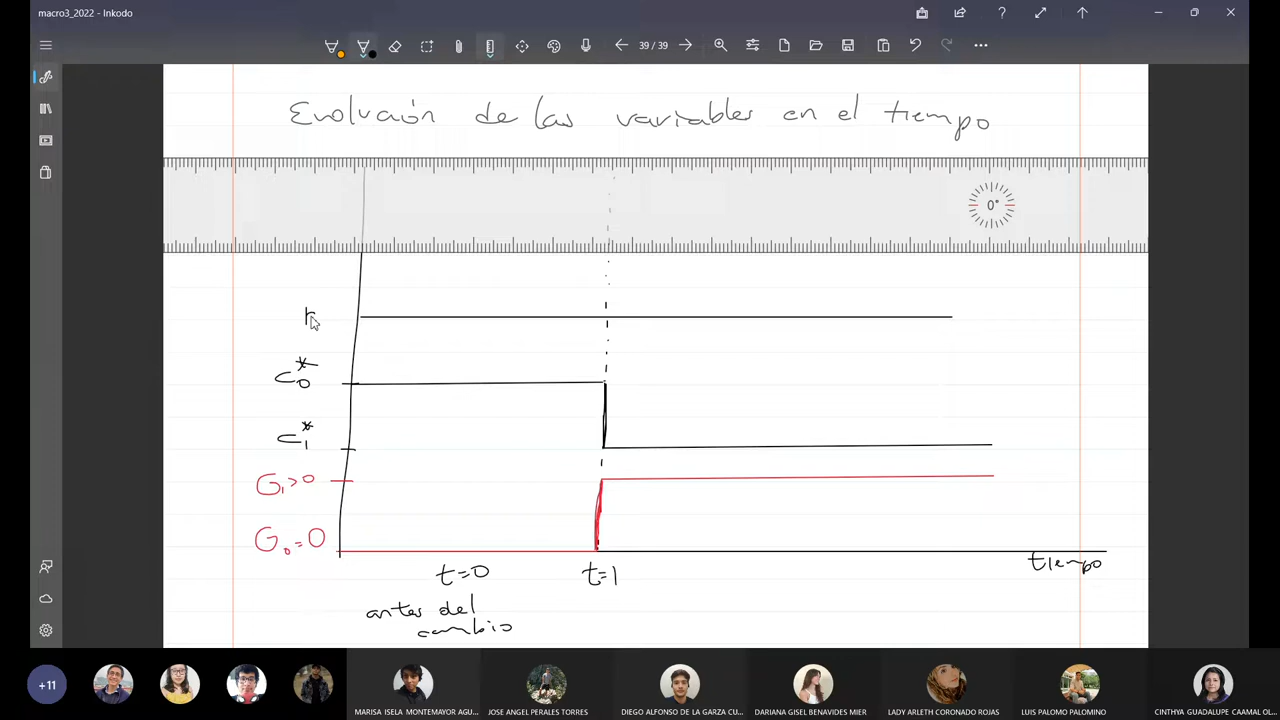 macro3_2022 - Inkodo
39 / 39
Evolución de las variables en el tiempo
0°
r
C₀*
C₁*
G₁>0
G₀=0
tiempo
t=0
t=1
antes del
cambio
+11
MARISA ISELA MONTEMAYOR AGU...
JOSE ANGEL PERALES TORRES
DIEGO ALFONSO DE LA GARZA CU...
DARIANA GISEL BENAVIDES MIER
LADY ARLETH CORONADO ROJAS
LUIS PALOMO PALOMINO
CINTHYA GUADALUPE CAAMAL OL...